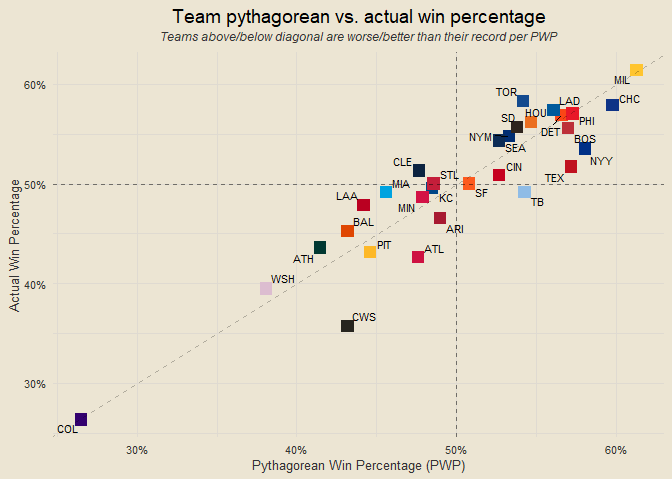 Team pythagorean vs. actual win percentage
Teams above/below diagonal are worse/better than their record per PWP
Actual Win Percentage
60%
50%
40%
30%
MIL
TOR
LAD
CHC
SD
HOU
PHI
NYM
DET
BOS
SEA
NYY
CLE
STL
CIN
TEX
MIA
LAA
KC
SF
TB
MIN
BAL
ARI
ATH
PIT
ATL
WSH
CWS
COL
30%
40%
50%
60%
Pythagorean Win Percentage (PWP)